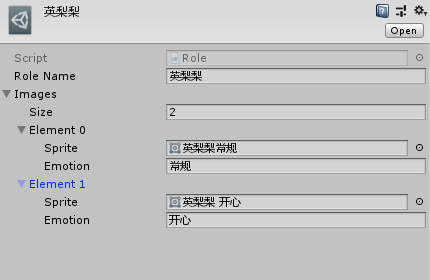 英梨梨
Open
Script Role
Role Name 英梨梨
Images
Size 2
Element 0
Sprite 英梨梨常规
Emotion 常规
Element 1
Sprite 英梨梨 开心
Emotion 开心